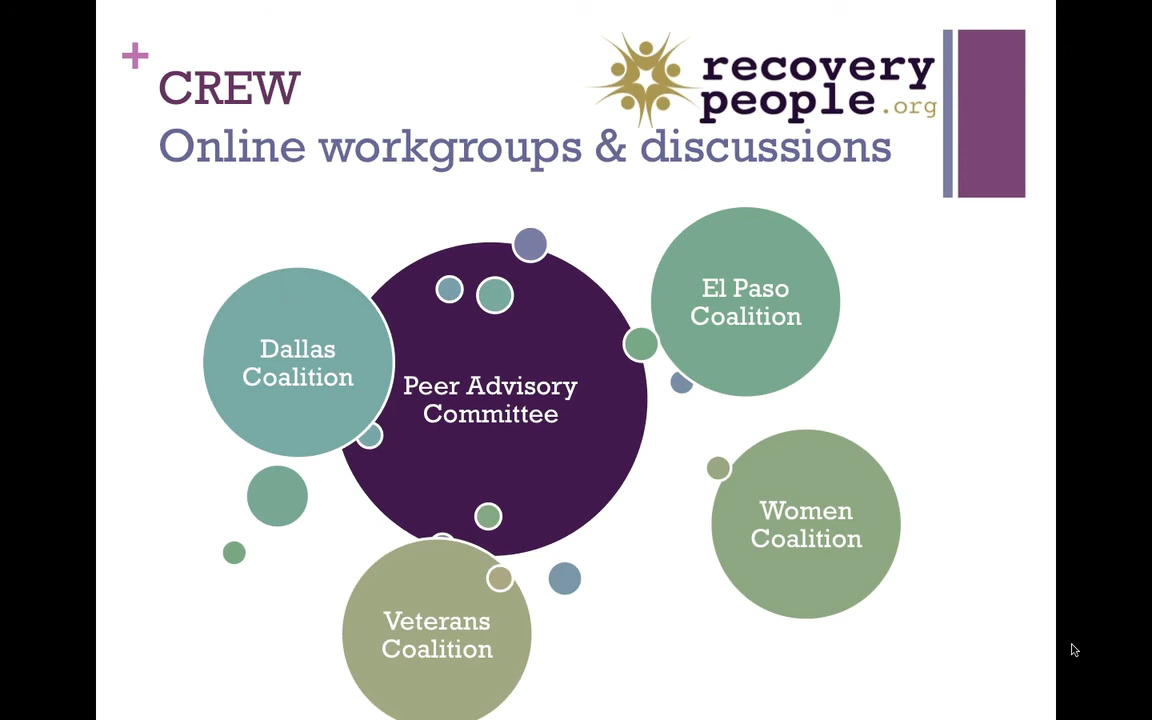 +
CREW
recovery
people.org
Online workgroups & discussions
El Paso
Coalition
Dallas
Coalition
Peer Advisory
Committee
Women
Coalition
Veterans
Coalition